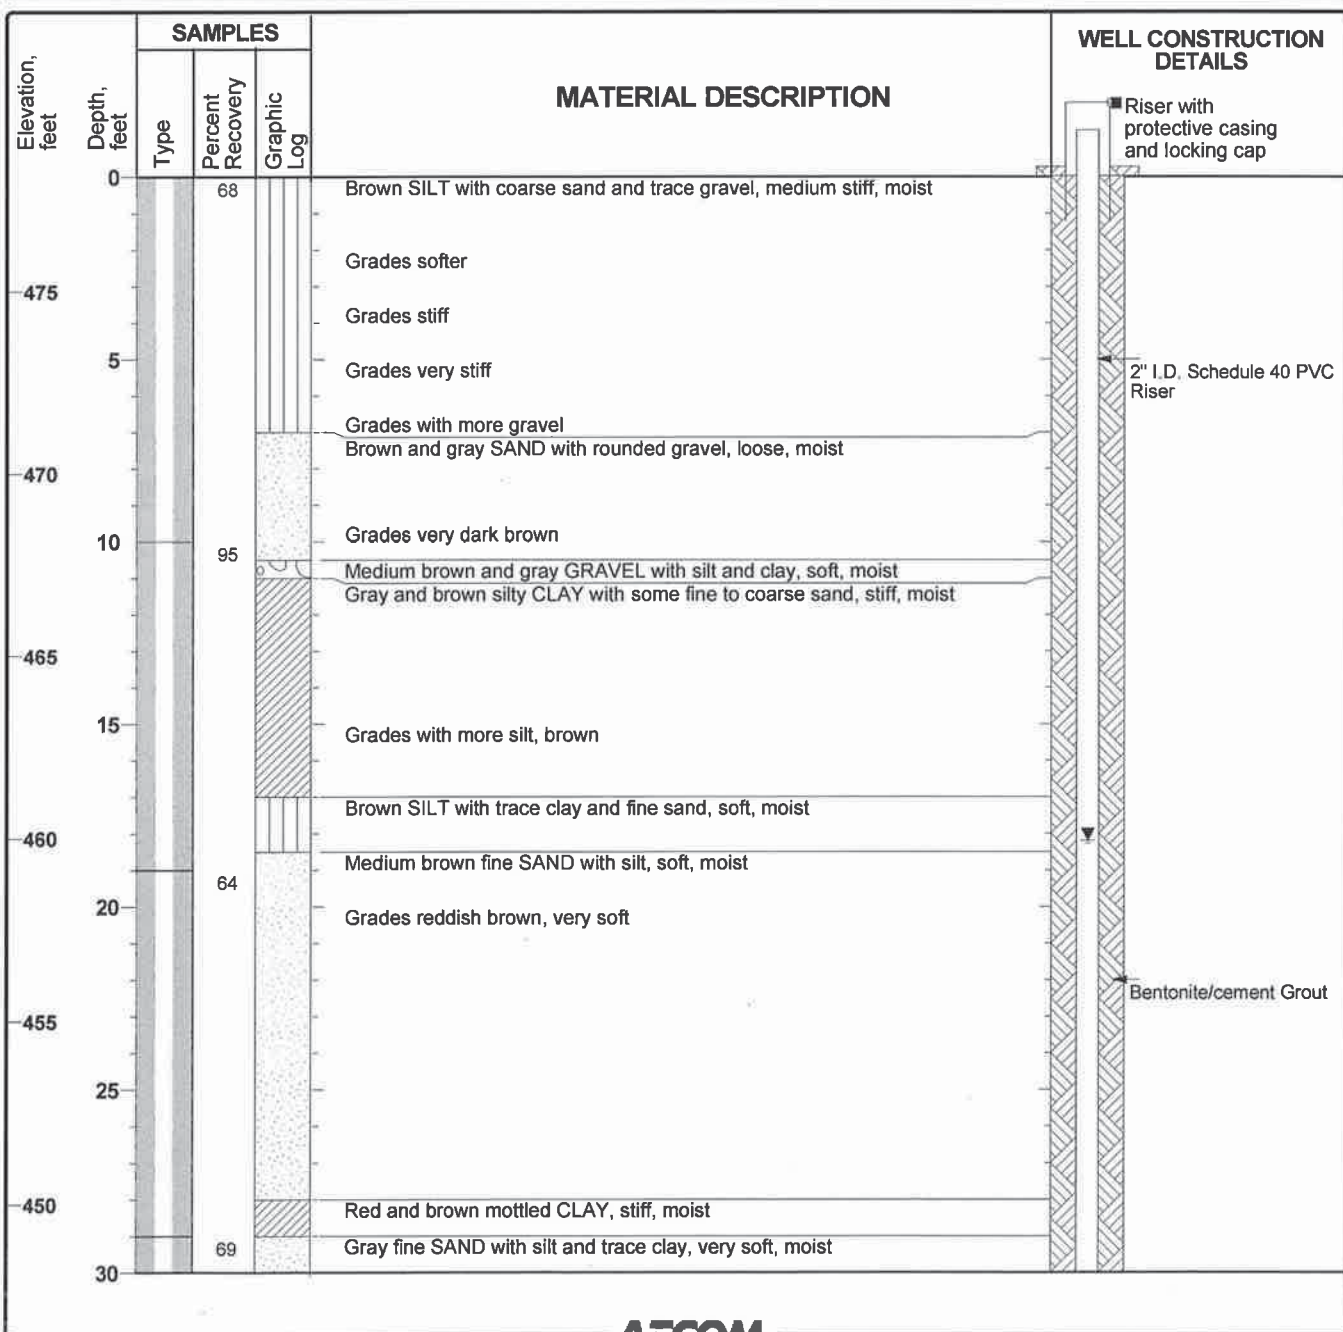 SAMPLES
WELL CONSTRUCTION
DETAILS
Elevation,
feet
Depth,
feet
Type
Percent
Recovery
Graphic
Log
MATERIAL DESCRIPTION
Riser with
protective casing
and locking cap
0
68
Brown SILT with coarse sand and trace gravel, medium stiff, moist
Grades softer
475
Grades stiff
5
Grades very stiff
2" I.D. Schedule 40 PVC
Riser
Grades with more gravel
Brown and gray SAND with rounded gravel, loose, moist
470
Grades very dark brown
10
95
Medium brown and gray GRAVEL with silt and clay, soft, moist
Gray and brown silty CLAY with some fine to coarse sand, stiff, moist
465
15
Grades with more silt, brown
Brown SILT with trace clay and fine sand, soft, moist
460
Medium brown fine SAND with silt, soft, moist
64
20
Grades reddish brown, very soft
Bentonite/cement Grout
455
25
450
Red and brown mottled CLAY, stiff, moist
69
Gray fine SAND with silt and trace clay, very soft, moist
30
AECOM